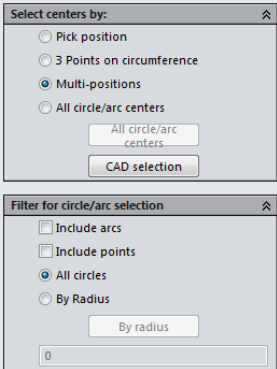 Select centers by:
Pick position
3 Points on circumference
Multi-positions
All circle/arc centers
All circle/arc
centers
CAD selection
Filter for circle/arc selection
Include arcs
Include points
All circles
By Radius
By radius
0